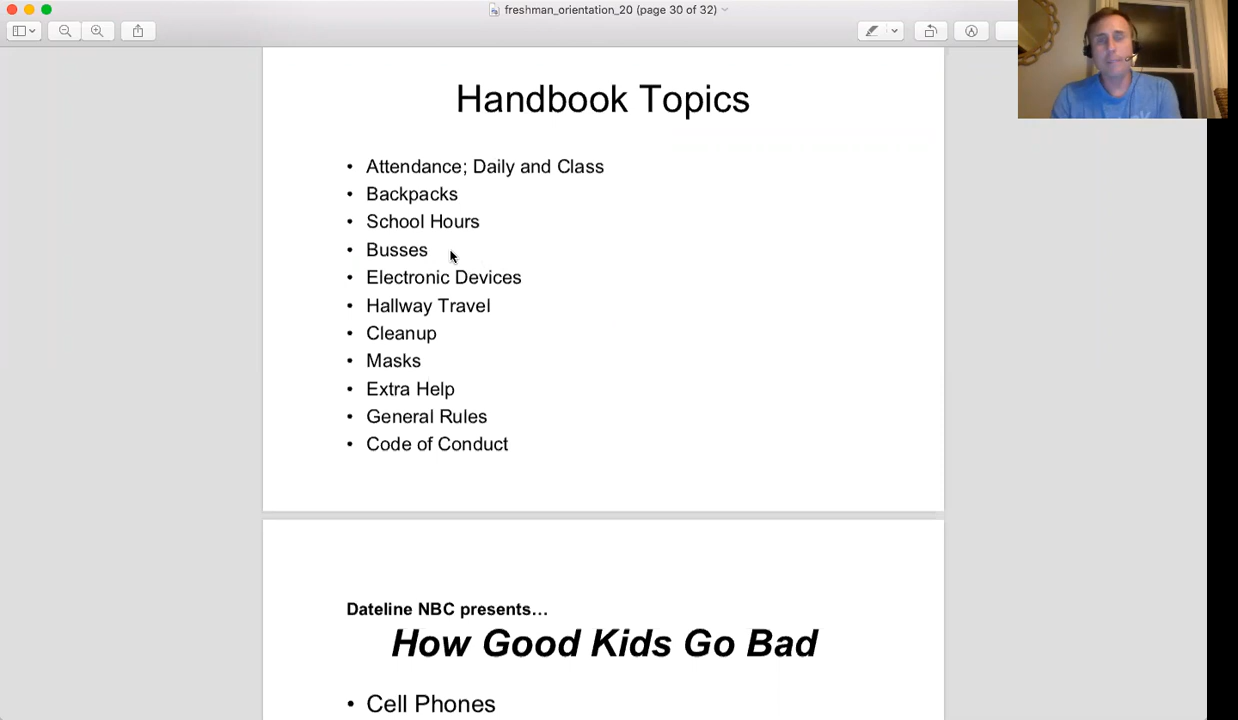 freshman_orientation_20 (page 30 of 32)
Handbook Topics
• Attendance; Daily and Class
• Backpacks
• School Hours
• Busses
• Electronic Devices
• Hallway Travel
• Cleanup
• Masks
• Extra Help
• General Rules
• Code of Conduct
Dateline NBC presents…
How Good Kids Go Bad
• Cell Phones